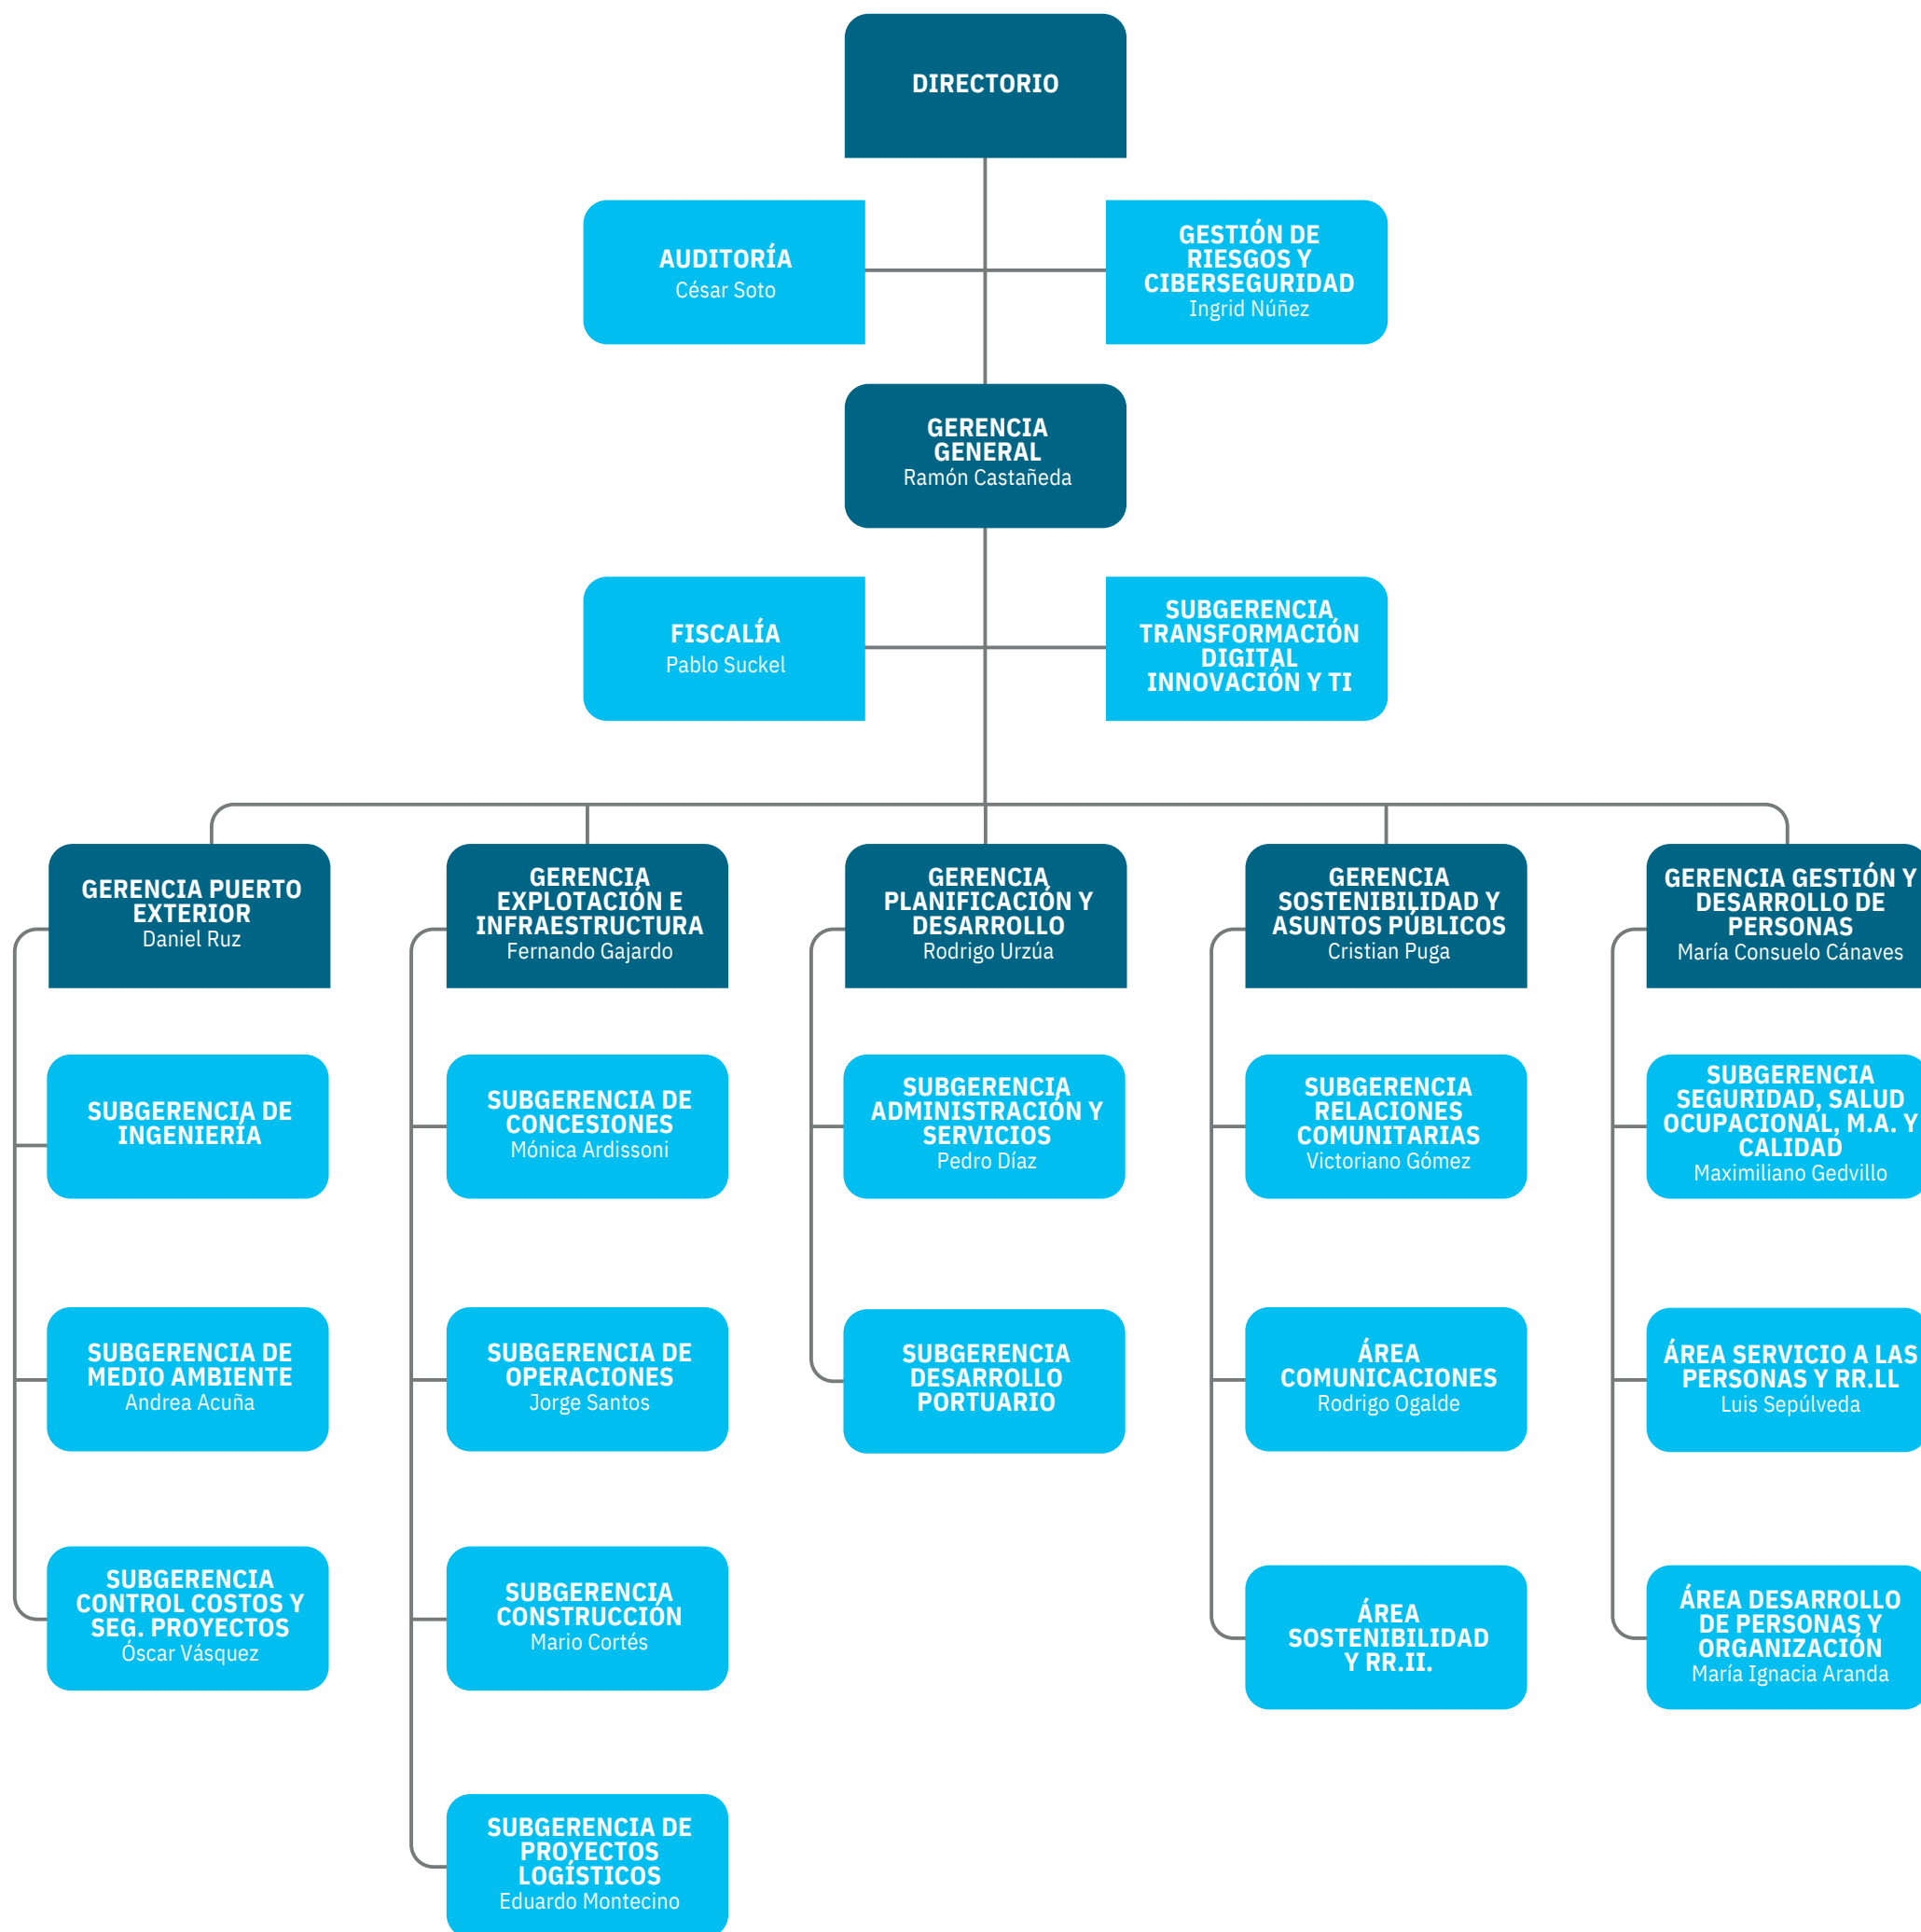 DIRECTORIO
AUDITORÍA
César Soto
GESTIÓN DE
RIESGOS Y
CIBERSEGURIDAD
Ingrid Núñez
GERENCIA
GENERAL
Ramón Castañeda
FISCALÍA
Pablo Suckel
SUBGERENCIA
TRANSFORMACIÓN
DIGITAL
INNOVACIÓN Y TI
GERENCIA PUERTO
EXTERIOR
Daniel Ruz
GERENCIA
EXPLOTACIÓN E
INFRAESTRUCTURA
Fernando Gajardo
GERENCIA
PLANIFICACIÓN Y
DESARROLLO
Rodrigo Urzúa
GERENCIA
SOSTENIBILIDAD Y
ASUNTOS PÚBLICOS
Cristian Puga
GERENCIA GESTIÓN Y
DESARROLLO DE
PERSONAS
María Consuelo Cánaves
SUBGERENCIA DE
INGENIERÍA
SUBGERENCIA DE
CONCESIONES
Mónica Ardissoni
SUBGERENCIA
ADMINISTRACIÓN Y
SERVICIOS
Pedro Díaz
SUBGERENCIA
RELACIONES
COMUNITARIAS
Victoriano Gómez
SUBGERENCIA
SEGURIDAD, SALUD
OCUPACIONAL, M.A. Y
CALIDAD
Maximiliano Gedvillo
SUBGERENCIA DE
MEDIO AMBIENTE
Andrea Acuña
SUBGERENCIA DE
OPERACIONES
Jorge Santos
SUBGERENCIA
DESARROLLO
PORTUARIO
ÁREA
COMUNICACIONES
Rodrigo Ogalde
ÁREA SERVICIO A LAS
PERSONAS Y RR.LL
Luis Sepúlveda
SUBGERENCIA
CONTROL COSTOS Y
SEG. PROYECTOS
Óscar Vásquez
SUBGERENCIA
CONSTRUCCIÓN
Mario Cortés
ÁREA
SOSTENIBILIDAD
Y RR.II.
ÁREA DESARROLLO
DE PERSONAS Y
ORGANIZACIÓN
María Ignacia Aranda
SUBGERENCIA DE
PROYECTOS
LOGÍSTICOS
Eduardo Montecino